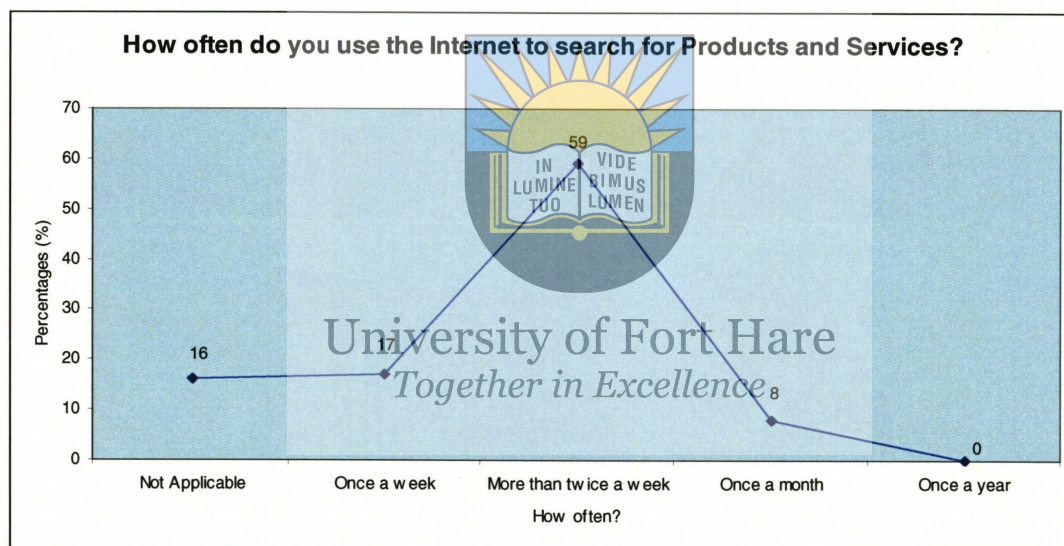 How often do you use the Internet to search for Products and Services?
70
60
50
40
30
20
10
0
Percentages (%)
16
17
59
8
0
IN
LUMINE
TUO
VIDE
BIMUS
LUMEN
University of Fort Hare
Together in Excellence
Not Applicable
Once a week
More than twice a week
Once a month
Once a year
How often?